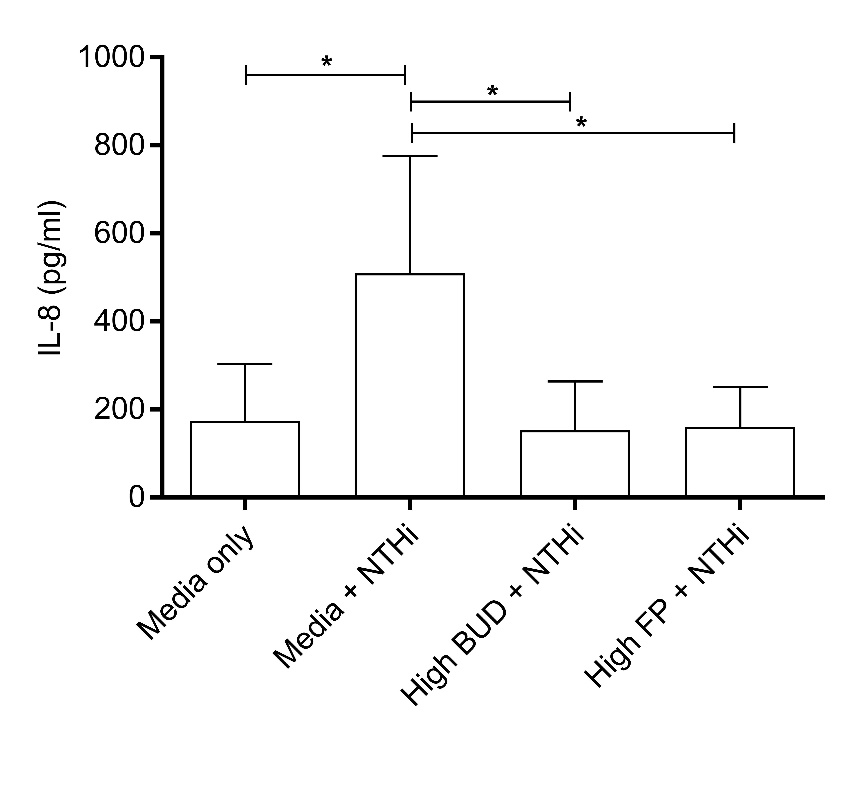 1000
*
*
*
800
600
400
200
0
IL-8 (pg/ml)
Media only
Media + NTHi
High BUD + NTHi
High FP + NTHi